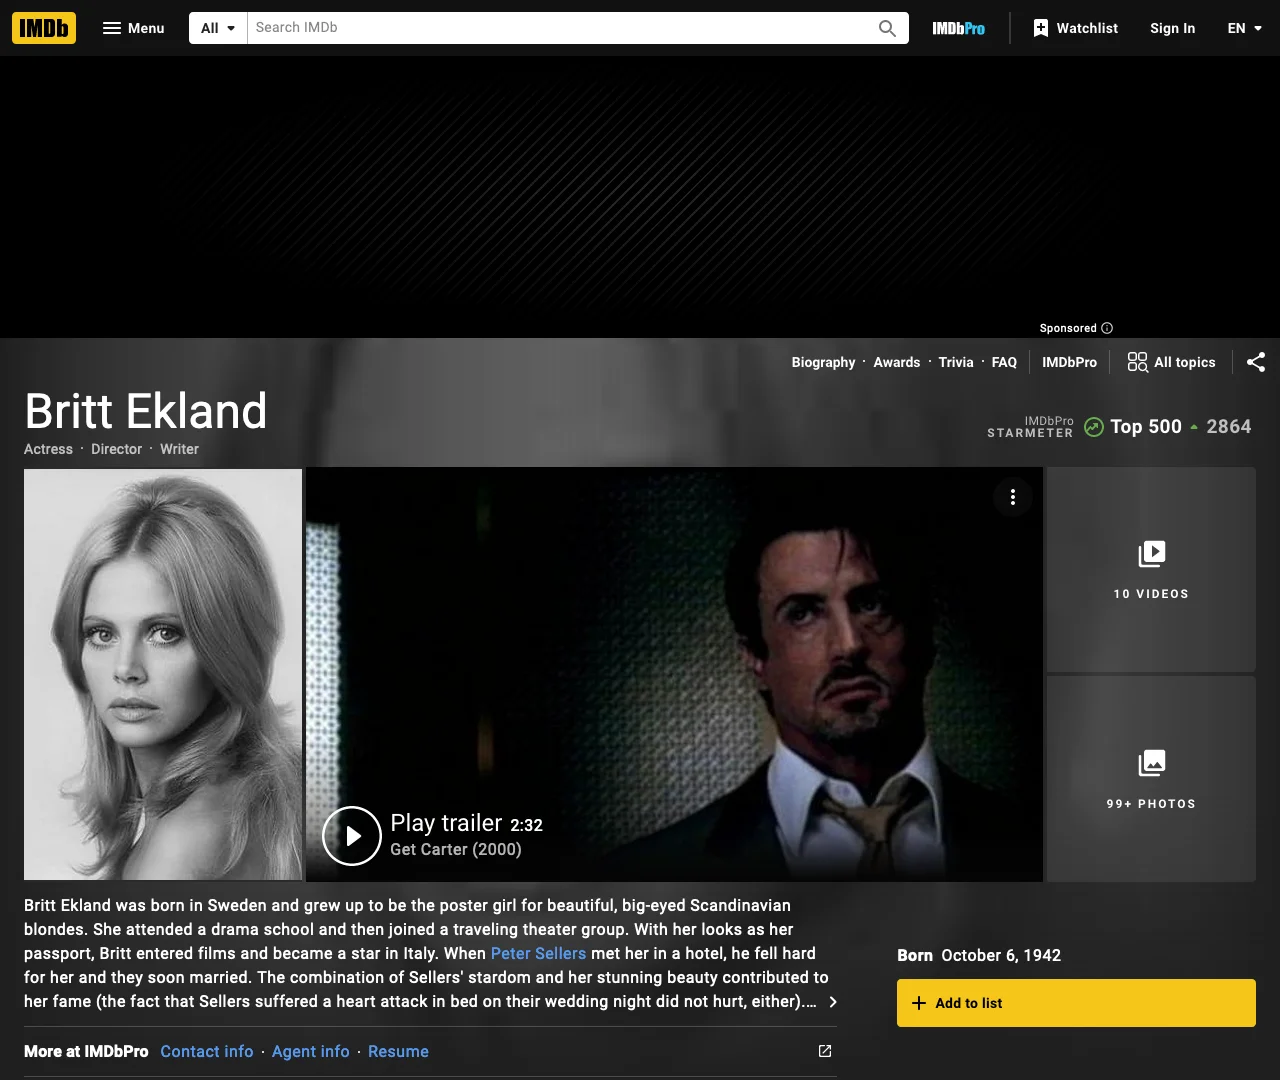 IMDb Menu All Search IMDb IMDbPro Watchlist Sign In EN
Sponsored
Biography · Awards · Trivia · FAQ IMDbPro All topics
Britt Ekland
Actress · Director · Writer
IMDbPro
STARMETER
Top 500 2864
10 VIDEOS
99+ PHOTOS
Play trailer 2:32
Get Carter (2000)
Britt Ekland was born in Sweden and grew up to be the poster girl for beautiful, big-eyed Scandinavian
blondes. She attended a drama school and then joined a traveling theater group. With her looks as her
passport, Britt entered films and became a star in Italy. When Peter Sellers met her in a hotel, he fell hard
for her and they soon married. The combination of Sellers' stardom and her stunning beauty contributed to
her fame (the fact that Sellers suffered a heart attack in bed on their wedding night did not hurt, either)....
Born October 6, 1942
Add to list
More at IMDbPro Contact info · Agent info · Resume